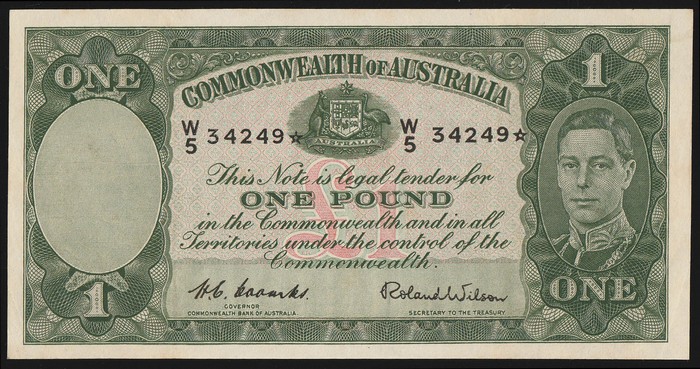 ONE
COMMONWEALTH OF AUSTRALIA
1
W/5 34249☆ W/5 34249☆
AUSTRALIA
£1
This Note is legal tender for
ONE POUND
in the Commonwealth and in all
Territories under the control of the
Commonwealth.
H.C. Coombs. Roland Wilson
GOVERNOR SECRETARY TO THE TREASURY
COMMONWEALTH BANK OF AUSTRALIA.
1
ONE